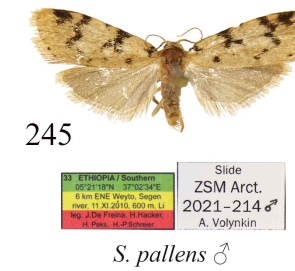 245
33 ETHIOPIA / Southern
05°21'18"N 37°02'34"E
6 km ENE Weyto, Segen
river, 11.XI.2010, 600 m, Li
leg. J.De Freina, H.Hacker,
H. Peks, H.-P.Schreier
Slide
ZSM Arct.
2021–214♂
A. Volynkin
S. pallens ♂